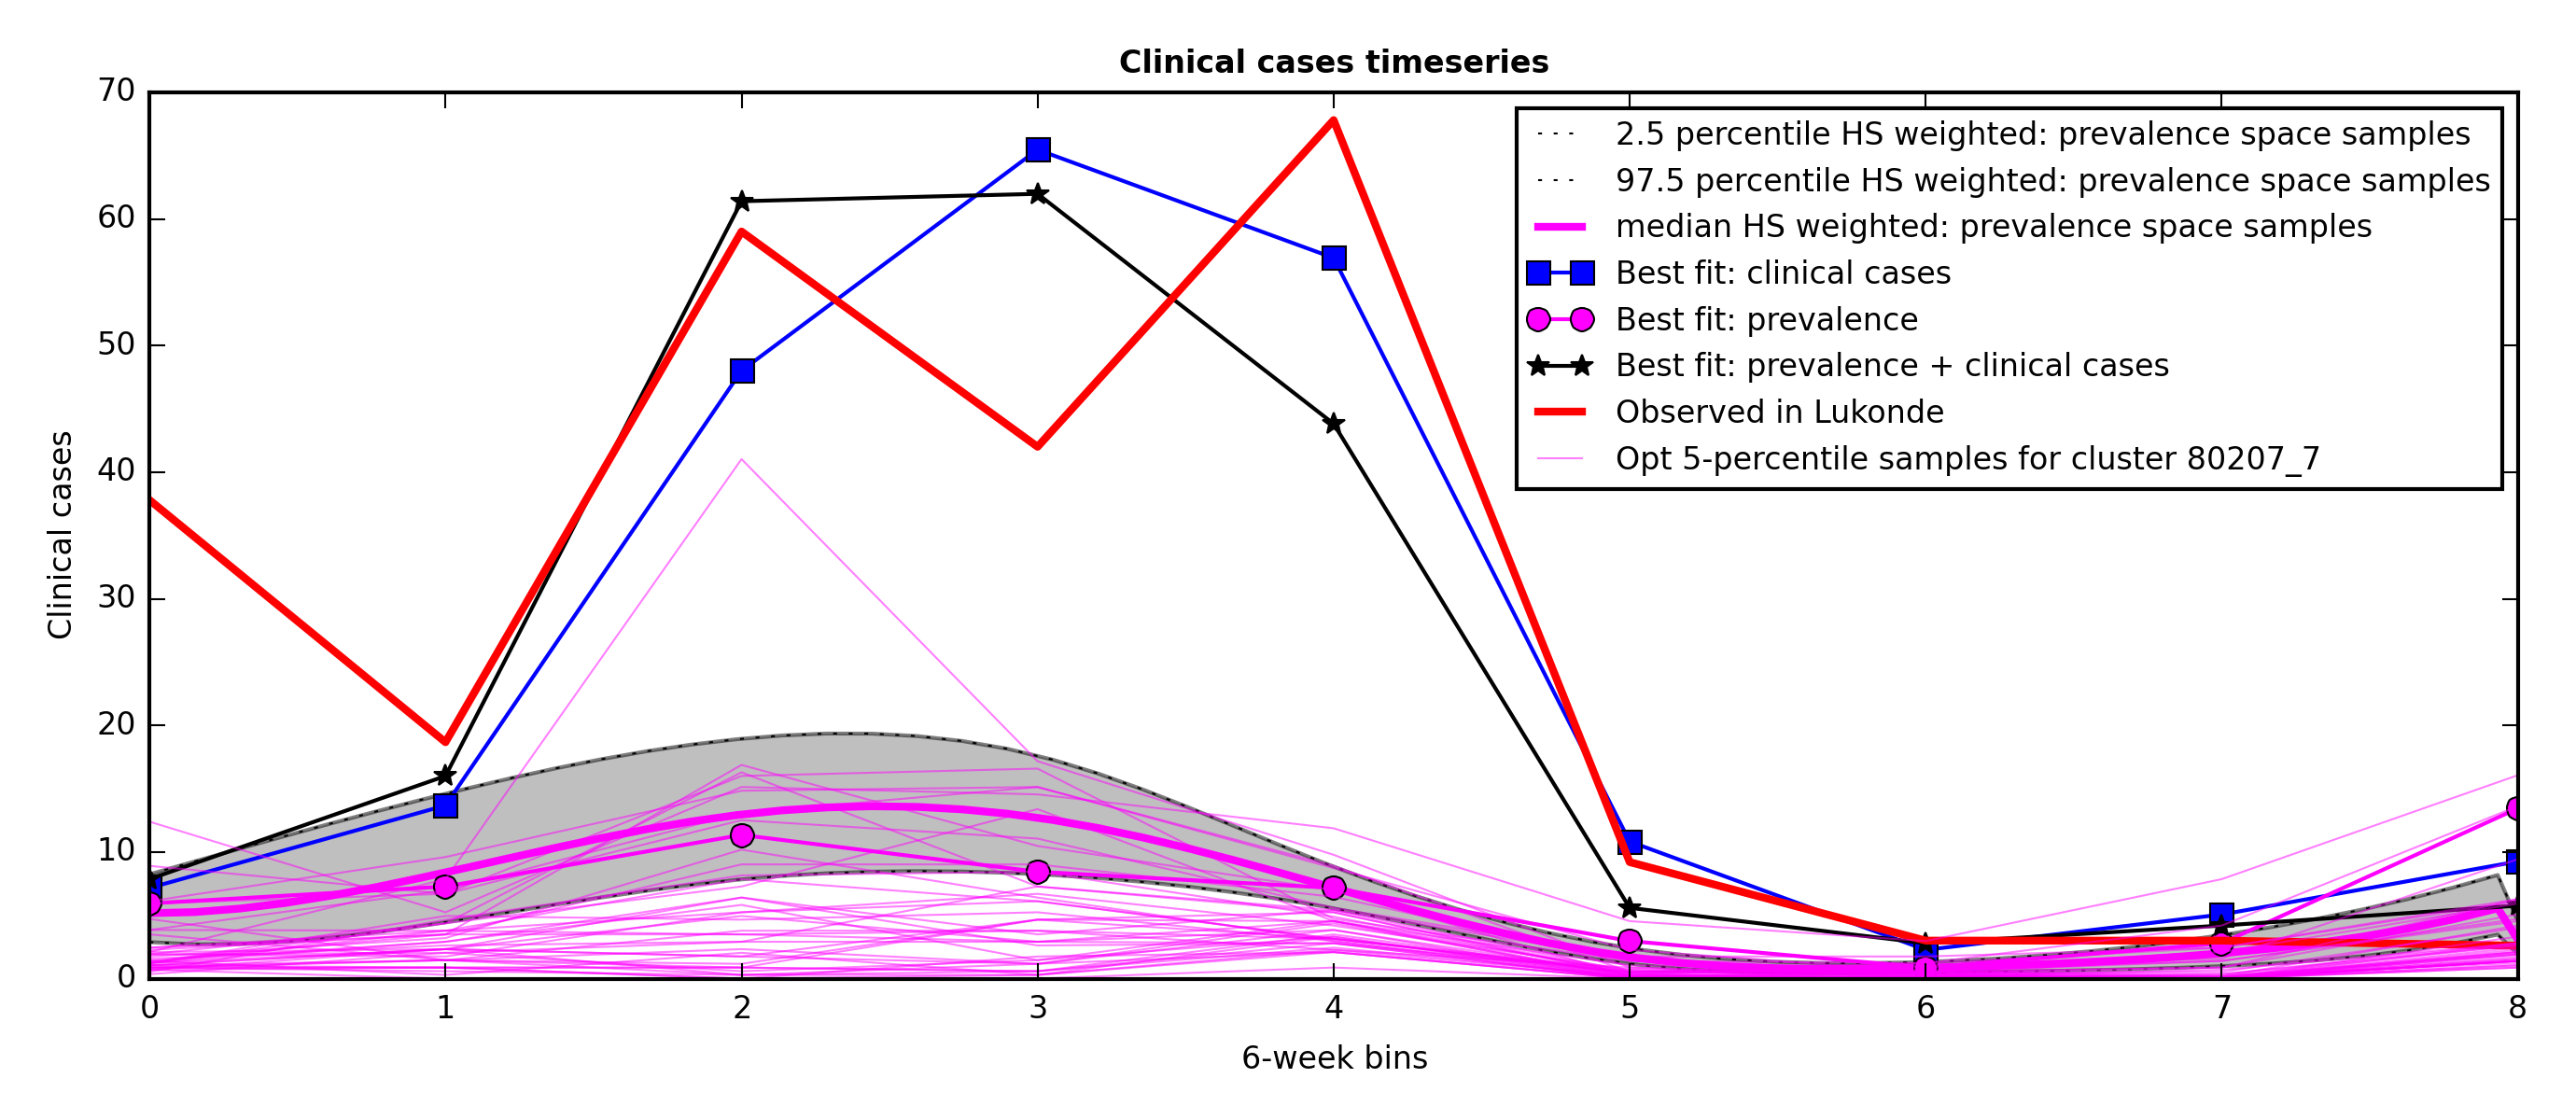 Clinical cases timeseries
70
60
50
40
30
20
10
0
Clinical cases
2.5 percentile HS weighted: prevalence space samples
97.5 percentile HS weighted: prevalence space samples
median HS weighted: prevalence space samples
Best fit: clinical cases
Best fit: prevalence
Best fit: prevalence + clinical cases
Observed in Lukonde
Opt 5-percentile samples for cluster 80207_7
0 1 2 3 4 5 6 7 8
6-week bins